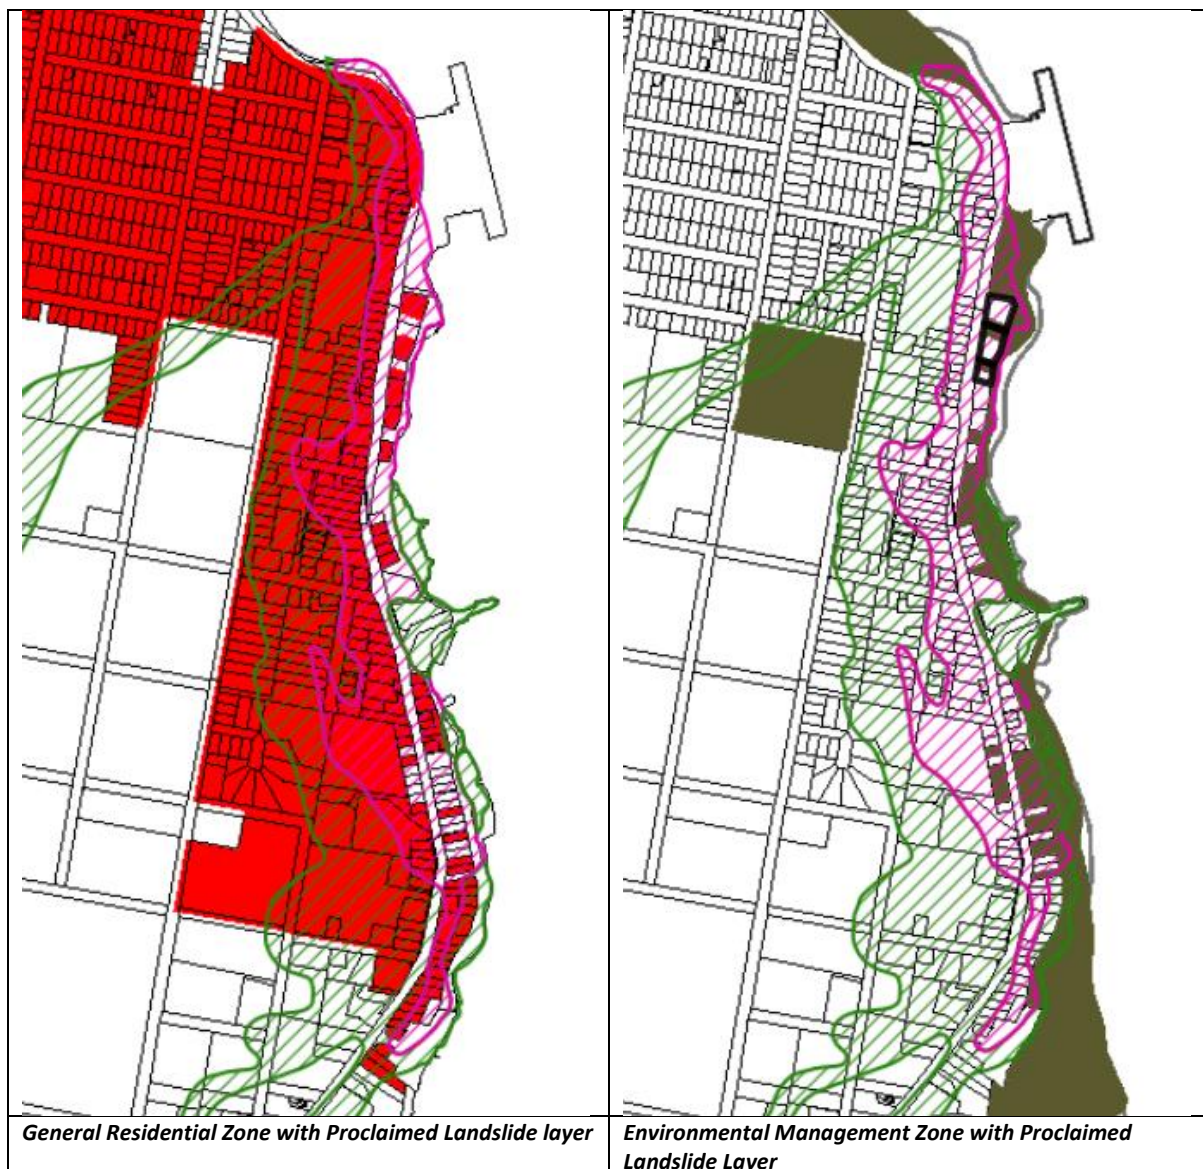 General Residential Zone with Proclaimed Landslide layer
Environmental Management Zone with Proclaimed
Landslide Layer